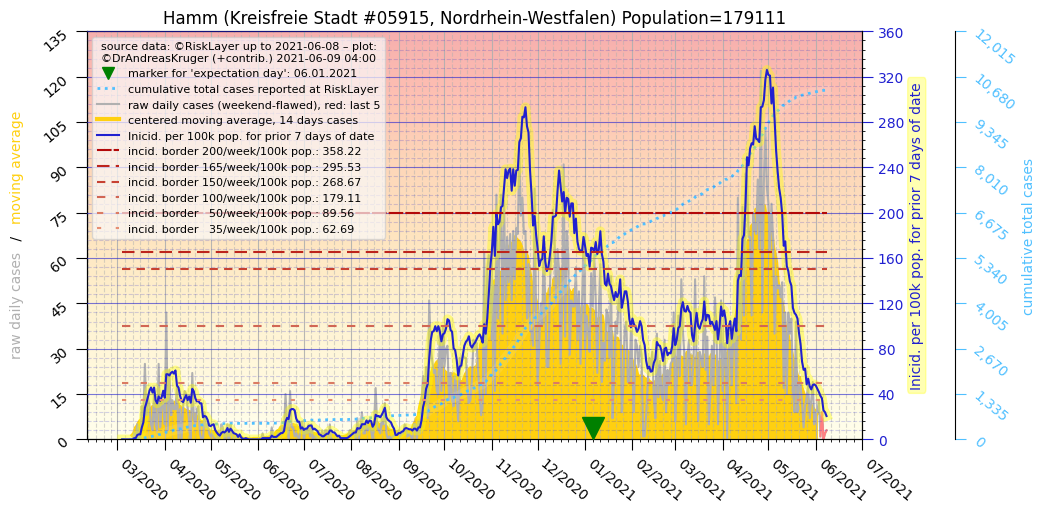 Hamm (Kreisfreie Stadt #05915, Nordrhein-Westfalen) Population=179111
source data: ©RiskLayer up to 2021-06-08 – plot:
©DrAndreasKruger (+contrib.) 2021-06-09 04:00
marker for 'expectation day': 06.01.2021
cumulative total cases reported at RiskLayer
raw daily cases (weekend-flawed), red: last 5
centered moving average, 14 days cases
Inicid. per 100k pop. for prior 7 days of date
incid. border 200/week/100k pop.: 358.22
incid. border 165/week/100k pop.: 295.53
incid. border 150/week/100k pop.: 268.67
incid. border 100/week/100k pop.: 179.11
incid. border   50/week/100k pop.: 89.56
incid. border   35/week/100k pop.: 62.69
raw daily cases / moving average
135
120
105
90
75
60
45
30
15
0
360
320
280
240
200
160
120
80
40
0
Inicid. per 100k pop. for prior 7 days of date
12,015
10,680
9,345
8,010
6,675
5,340
4,005
2,670
1,335
0
cumulative total cases
03/2020
04/2020
05/2020
06/2020
07/2020
08/2020
09/2020
10/2020
11/2020
12/2020
01/2021
02/2021
03/2021
04/2021
05/2021
06/2021
07/2021